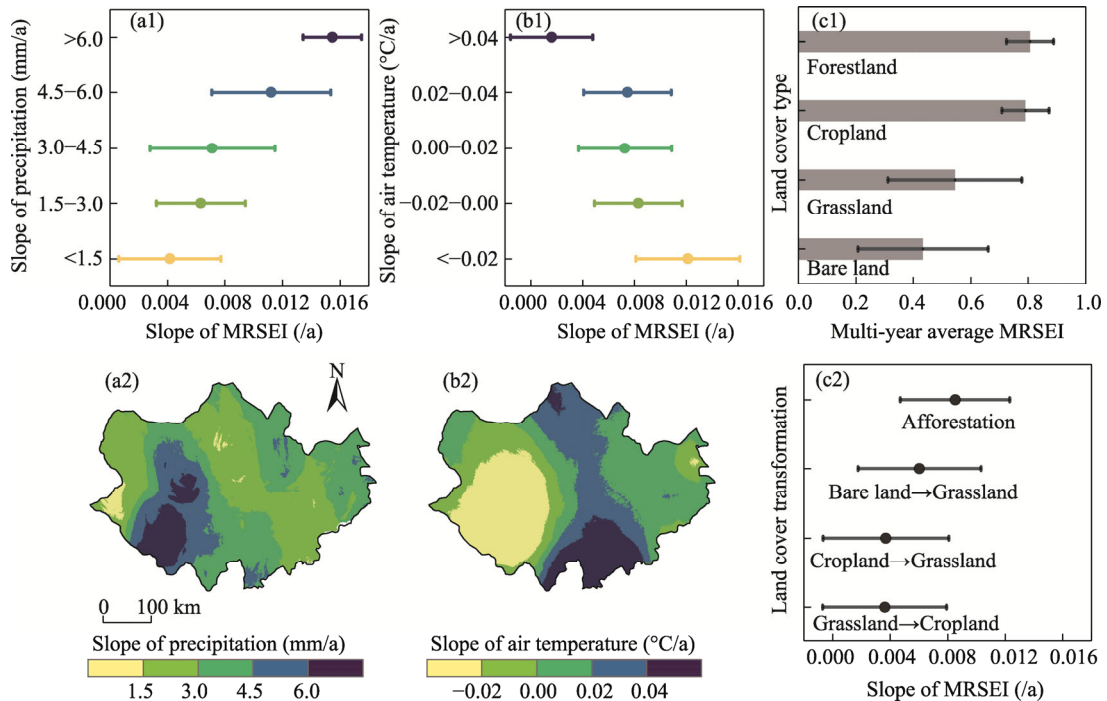 (a1)
Slope of precipitation (mm/a)
>6.0
4.5−6.0
3.0−4.5
1.5−3.0
<1.5
0.000 0.004 0.008 0.012 0.016
Slope of MRSEI (/a)
(b1)
Slope of air temperature (°C/a)
>0.04
0.02−0.04
0.00−0.02
−0.02−0.00
<−0.02
0.000 0.004 0.008 0.012 0.016
Slope of MRSEI (/a)
(c1)
Land cover type
Forestland
Cropland
Grassland
Bare land
0 0.2 0.4 0.6 0.8 1.0
Multi-year average MRSEI
(a2)
N
0 100 km
Slope of precipitation (mm/a)
1.5 3.0 4.5 6.0
(b2)
Slope of air temperature (°C/a)
−0.02 0.00 0.02 0.04
(c2)
Land cover transformation
Afforestation
Bare land→Grassland
Cropland→Grassland
Grassland→Cropland
0.000 0.004 0.008 0.012 0.016
Slope of MRSEI (/a)